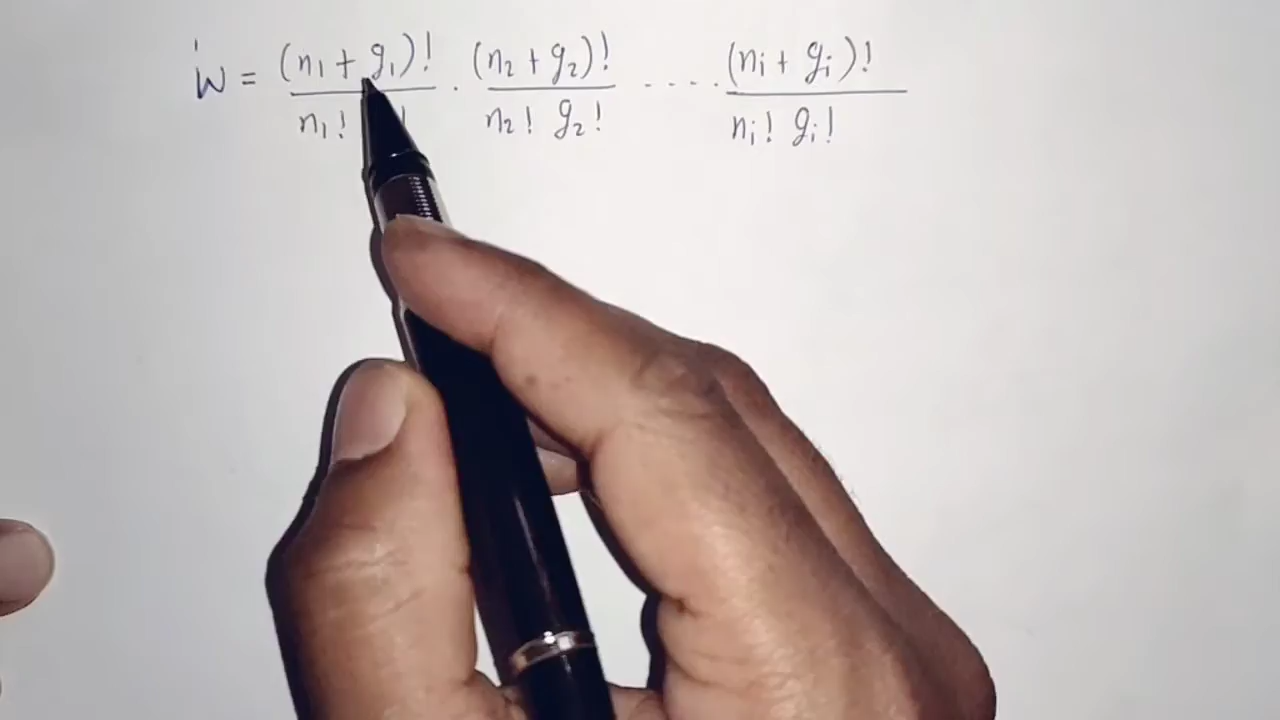 W = (n₁ + g₁)! / n₁! ! · (n₂ + g₂)! / n₂! g₂! ---- · (nᵢ + gᵢ)! / nᵢ! gᵢ!